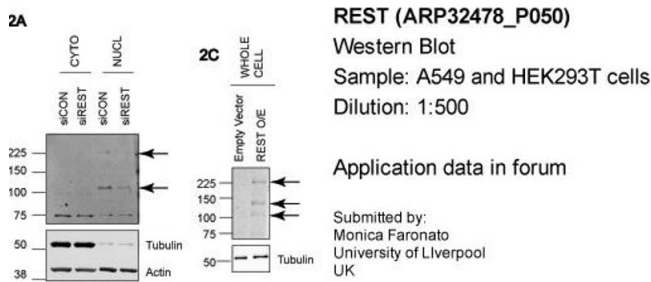 2A
CYTO
NUCL
siCON
siREST
siCON
siREST
225
150
100
75
50
38
Tubulin
Actin
2C
WHOLE
CELL
Empty Vector
REST O/E
225
150
100
75
50
Tubulin
REST (ARP32478_P050)
Western Blot
Sample: A549 and HEK293T cells
Dilution: 1:500
Application data in forum
Submitted by:
Monica Faronato
University of LIverpool
UK